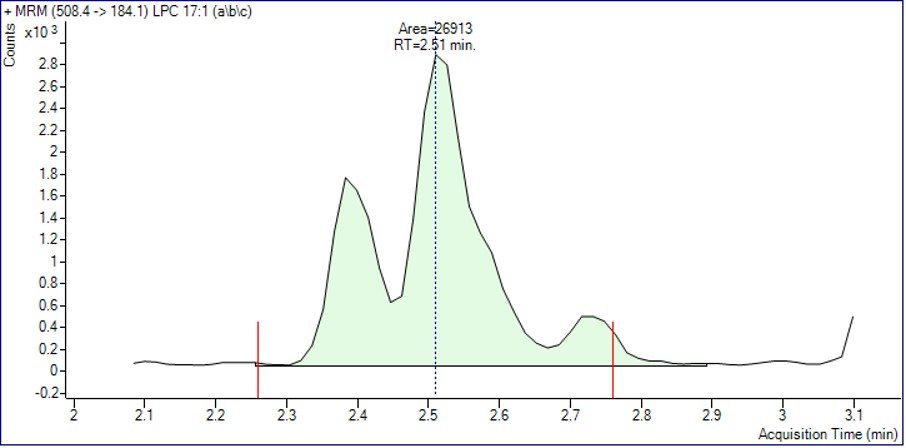 + MRM (508.4 -> 184.1) LPC 17:1 (a\b\c)
Counts
x10 3
Area=26913
RT=2.51 min.
2.8
2.6
2.4
2.2
2
1.8
1.6
1.4
1.2
1
0.8
0.6
0.4
0.2
0
-0.2
2 2.1 2.2 2.3 2.4 2.5 2.6 2.7 2.8 2.9 3 3.1
Acquisition Time (min)